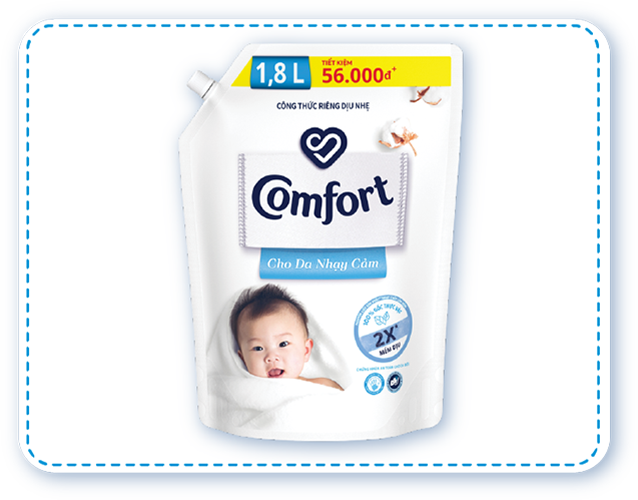 1,8 L
TIẾT KIỆM
56.000đ+
CÔNG THỨC RIÊNG DỊU NHẸ
Comfort
Cho Da Nhạy Cảm
2X*
MỀM DỊU